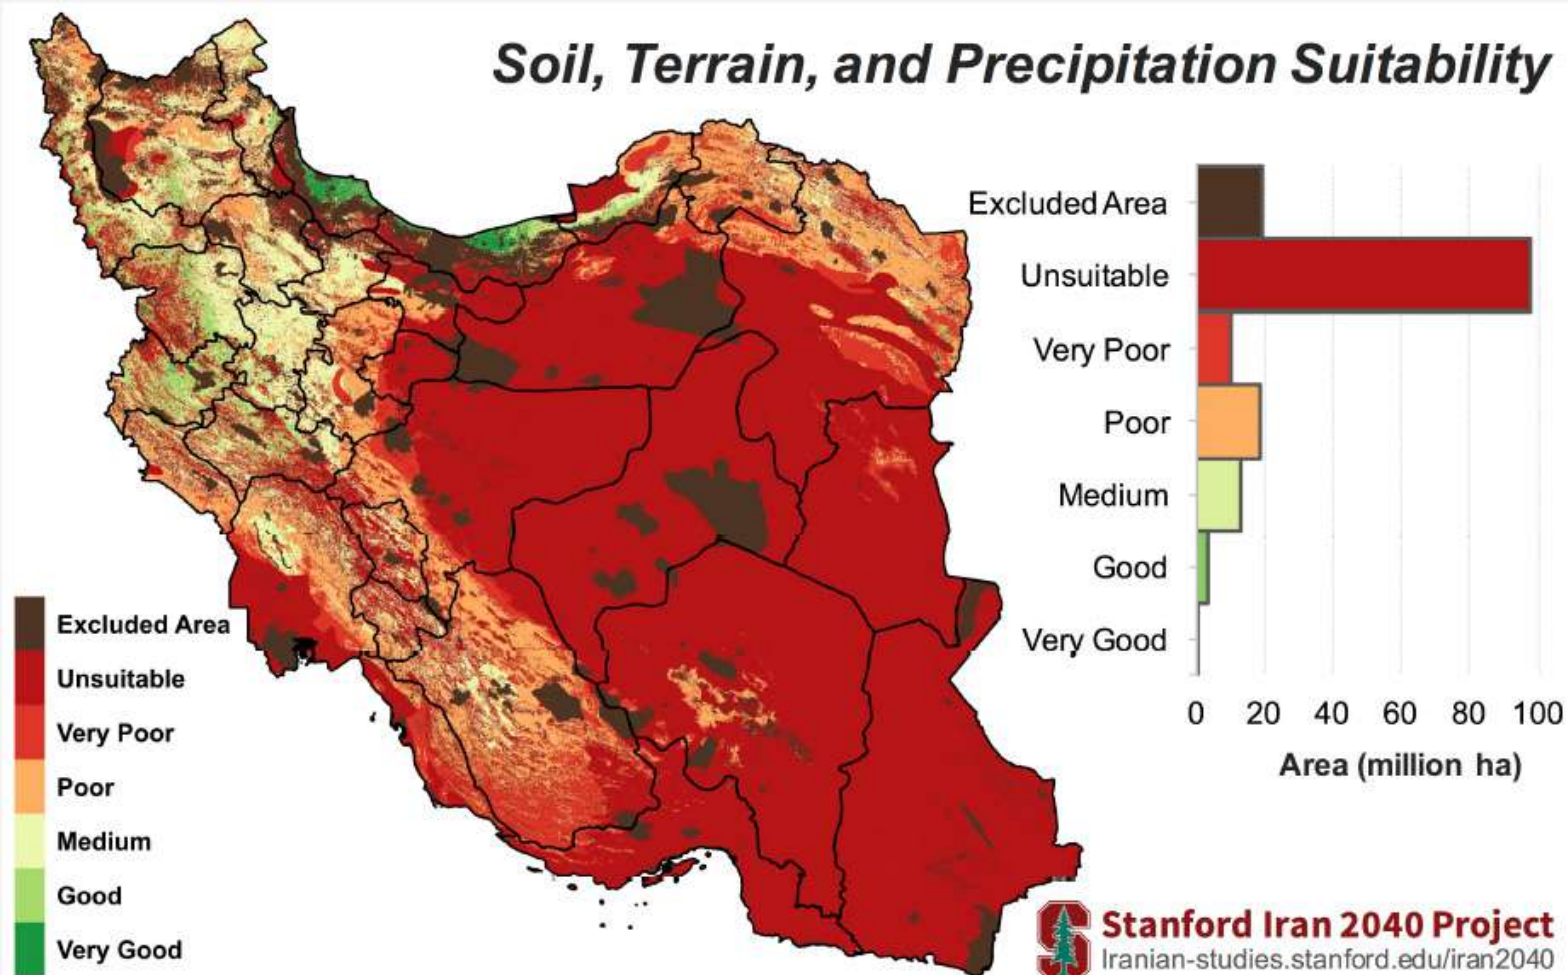 Soil, Terrain, and Precipitation Suitability
Excluded Area
Unsuitable
Very Poor
Poor
Medium
Good
Very Good
0 20 40 60 80 100
Area (million ha)
Excluded Area
Unsuitable
Very Poor
Poor
Medium
Good
Very Good
S
Stanford Iran 2040 Project
Iranian-studies.stanford.edu/iran2040